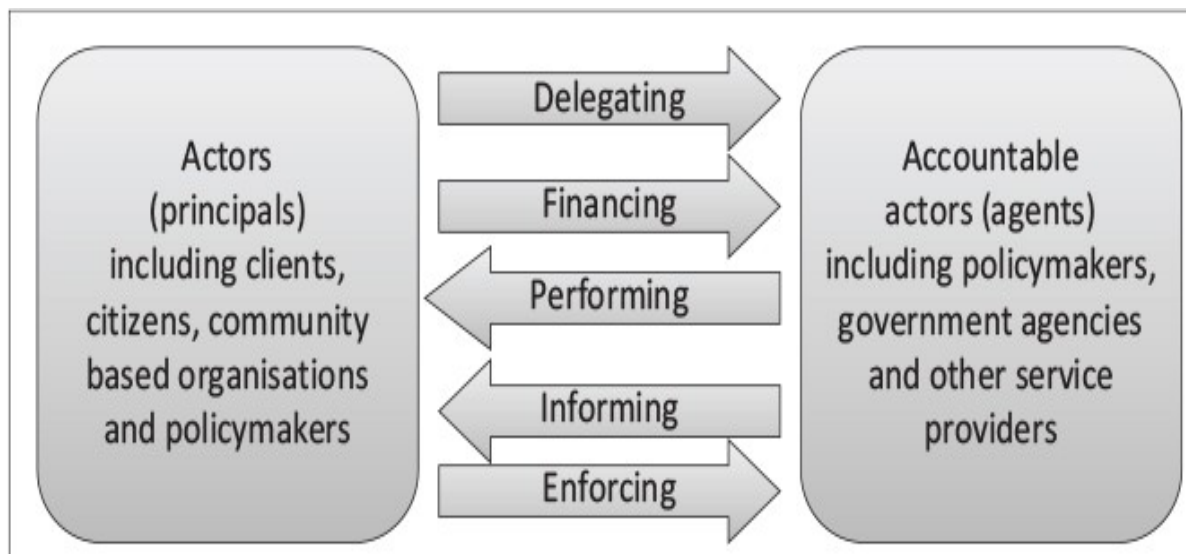 Actors
(principals)
including clients,
citizens, community
based organisations
and policymakers
Delegating
Financing
Performing
Informing
Enforcing
Accountable
actors (agents)
including policymakers,
government agencies
and other service
providers